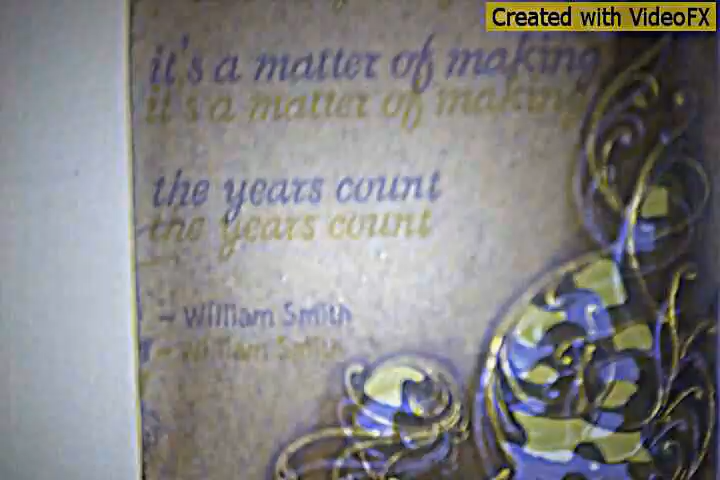 Created with VideoFX
it's a matter of making
the years count
- William Smith